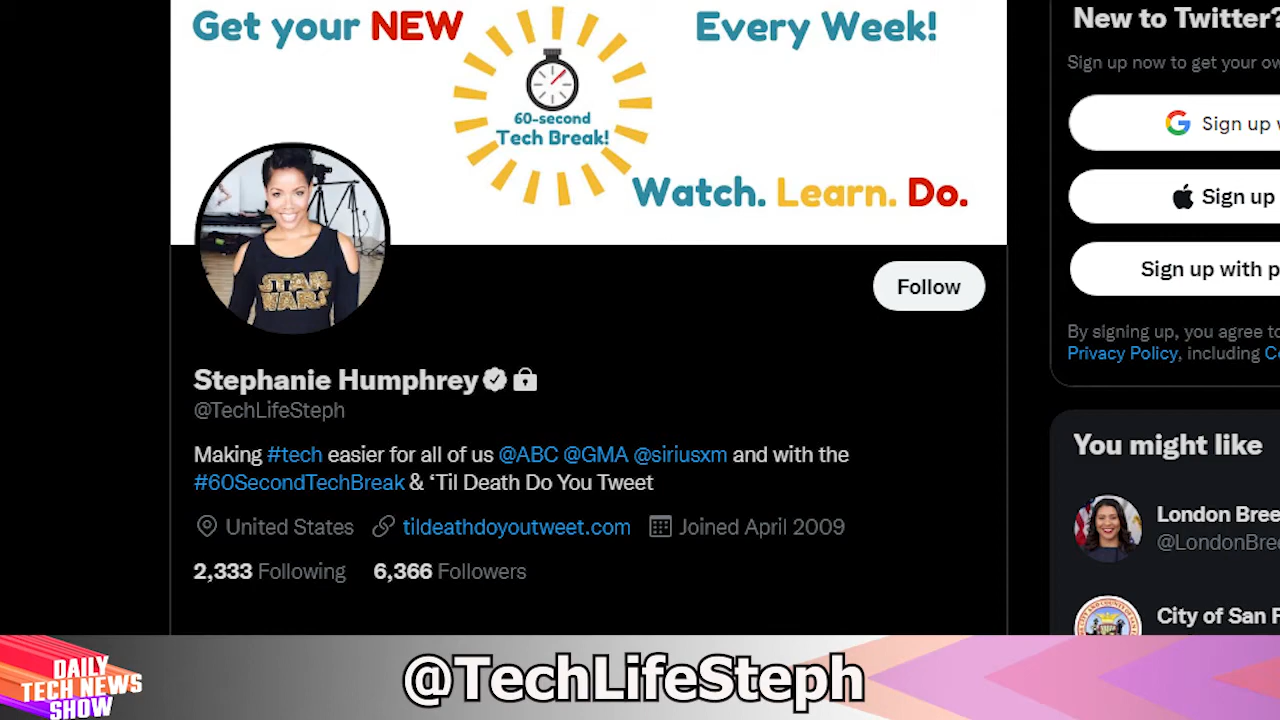 Get your NEW
Every Week!
60-second
Tech Break!
Watch. Learn. Do.
STAR
WARS
Follow
Stephanie Humphrey
@TechLifeSteph
Making #tech easier for all of us @ABC @GMA @siriusxm and with the
#60SecondTechBreak & ‘Til Death Do You Tweet
United States tildeathdoyoutweet.com Joined April 2009
2,333 Following 6,366 Followers
New to Twitter?
Sign up now to get your
Sign up
Sign up
Sign up with
By signing up, you agree to
Privacy Policy, including
You might like
London
@London
City of San
DAILY
TECH NEWS
SHOW
@TechLifeSteph